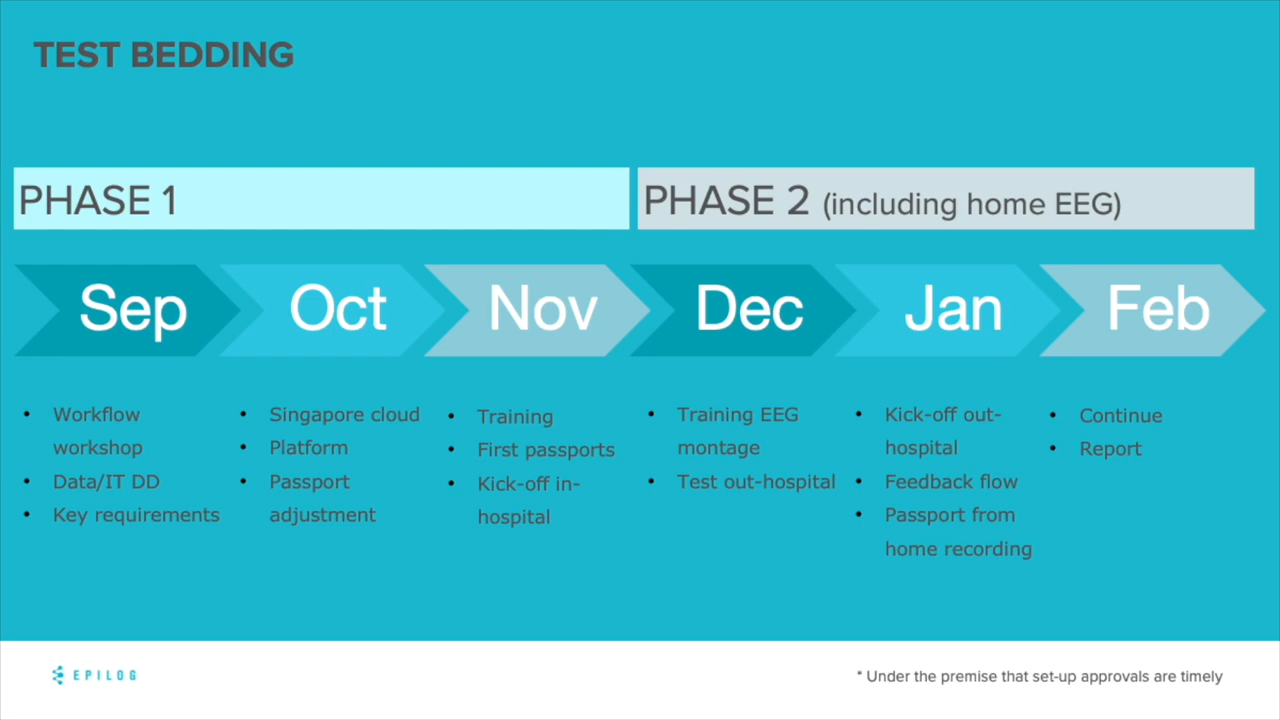 TEST BEDDING
PHASE 1
PHASE 2 (including home EEG)
Sep
Oct
Nov
Dec
Jan
Feb
• Workflow
workshop
• Data/IT DD
• Key requirements
• Singapore cloud
• Platform
• Passport
adjustment
• Training
• First passports
• Kick-off in-
hospital
• Training EEG
montage
• Test out-hospital
• Kick-off out-
hospital
• Feedback flow
• Passport from
home recording
• Continue
• Report
EPILOG
* Under the premise that set-up approvals are timely